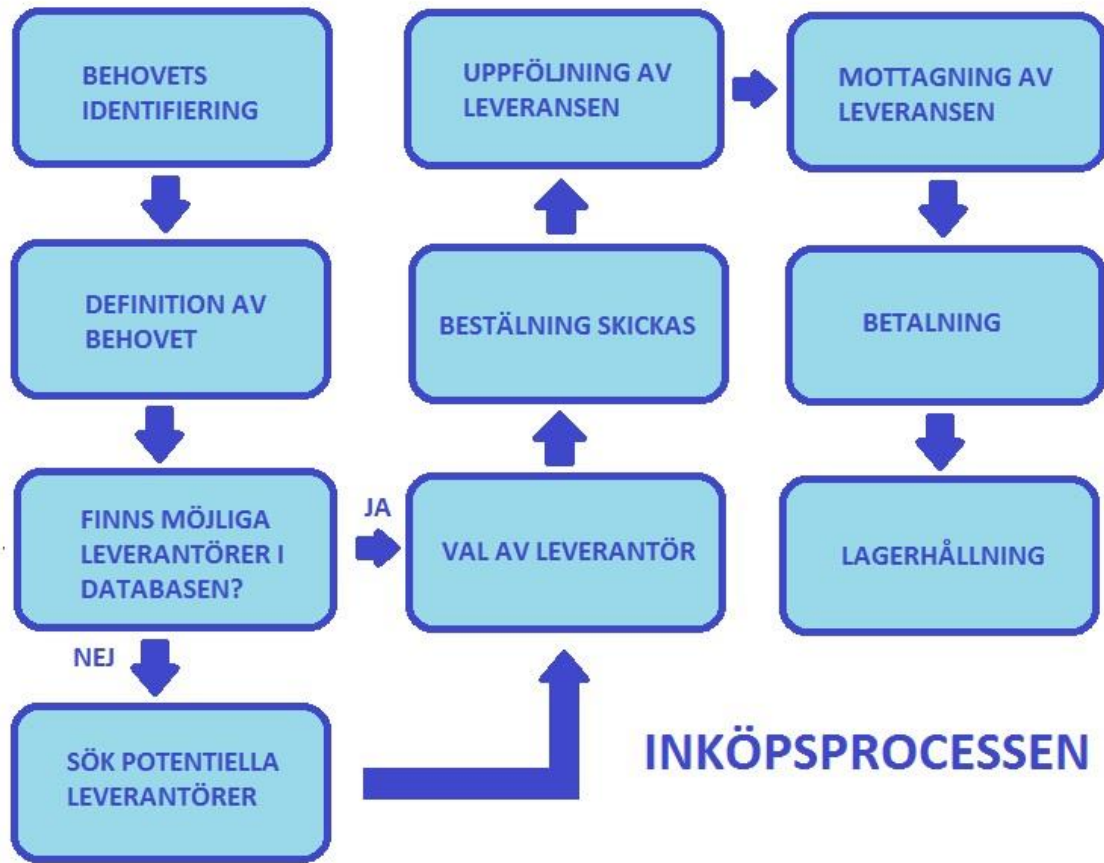 BEHOVETS
IDENTIFIERING
DEFINITION AV
BEHOVET
FINNS MÖJLIGA
LEVERANTÖRER I
DATABASEN?
JA
NEJ
SÖK POTENTIELLA
LEVERANTÖRER
VAL AV LEVERANTÖR
BESTÄLNING SKICKAS
UPPFÖLJNING AV
LEVERANSEN
MOTTAGNING AV
LEVERANSEN
BETALNING
LAGERHÅLLNING
INKÖPSPROCESSEN